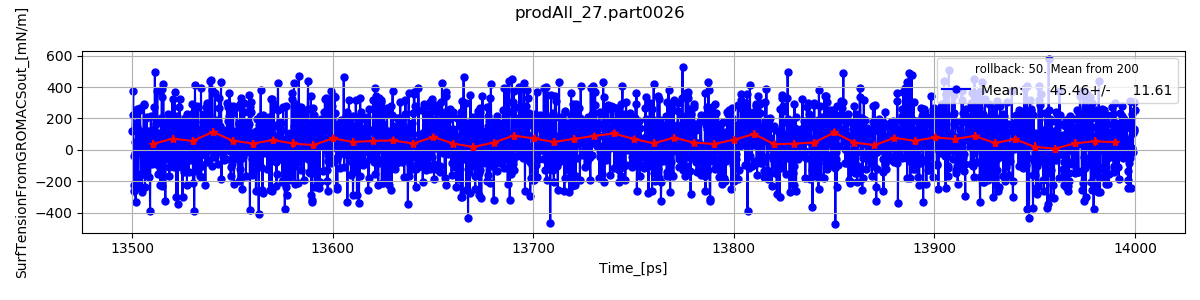 prodAll_27.part0026
SurfTensionFromGROMACSout_[mN/m]
600
400
200
0
−200
−400
rollback: 50. Mean from 200
Mean: 45.46+/- 11.61
13500 13600 13700 13800 13900 14000
Time_[ps]